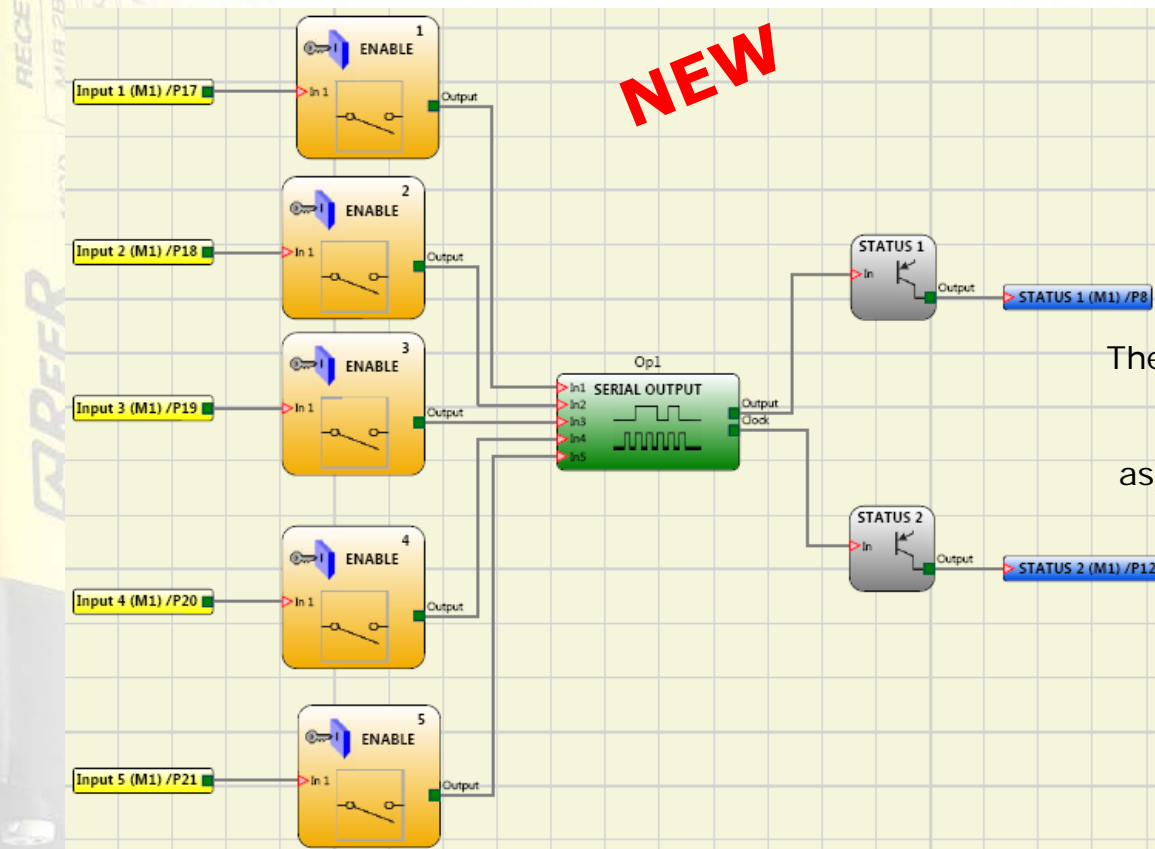 NEW
1
ENABLE
Input 1 (M1) /P17
In 1
Output
2
ENABLE
Input 2 (M1) /P18
In 1
Output
3
ENABLE
Input 3 (M1) /P19
In 1
Output
4
ENABLE
Input 4 (M1) /P20
In 1
Output
5
ENABLE
Input 5 (M1) /P21
In 1
Output
Op1
SERIAL OUTPUT
In1
In2
In3
In4
In5
Output
Clock
STATUS 1
In
Output
STATUS 1 (M1) /P8
The
as
STATUS 2
In
Output
STATUS 2 (M1) /P12
REER